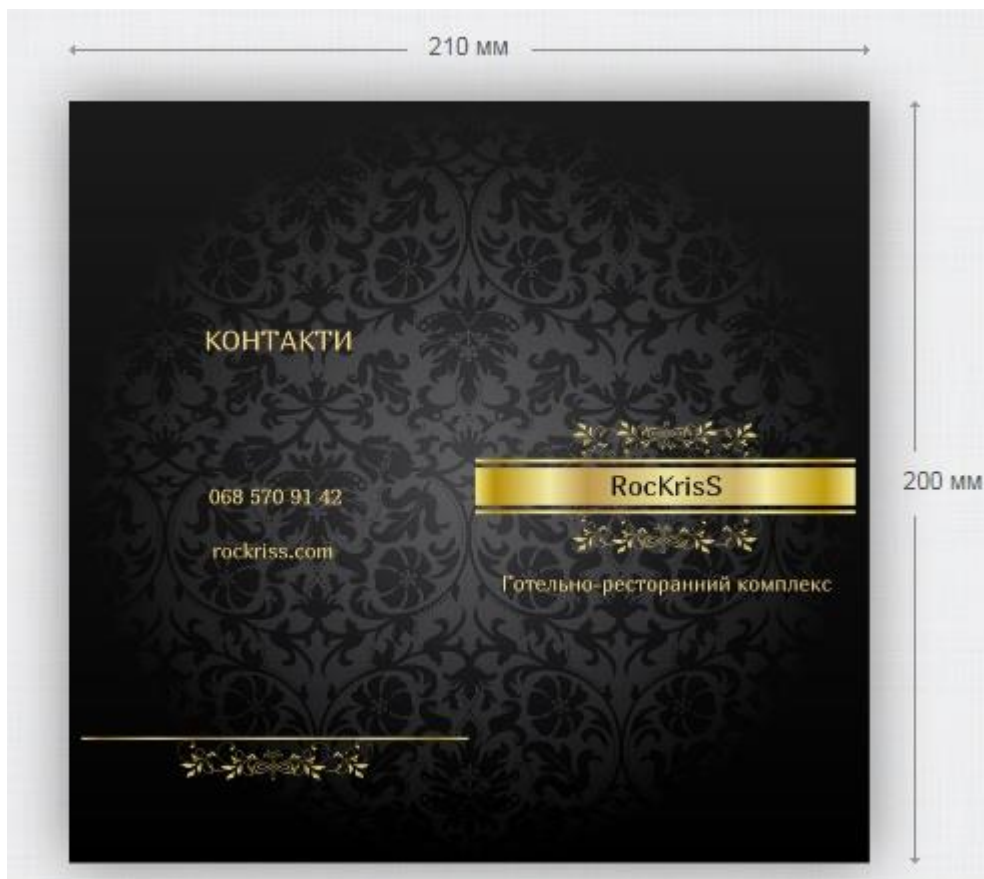 210 мм
КОНТАКТИ
068 570 91 42
rockriss.com
RocKrisS
Готельно-ресторанний комплекс
200 мм